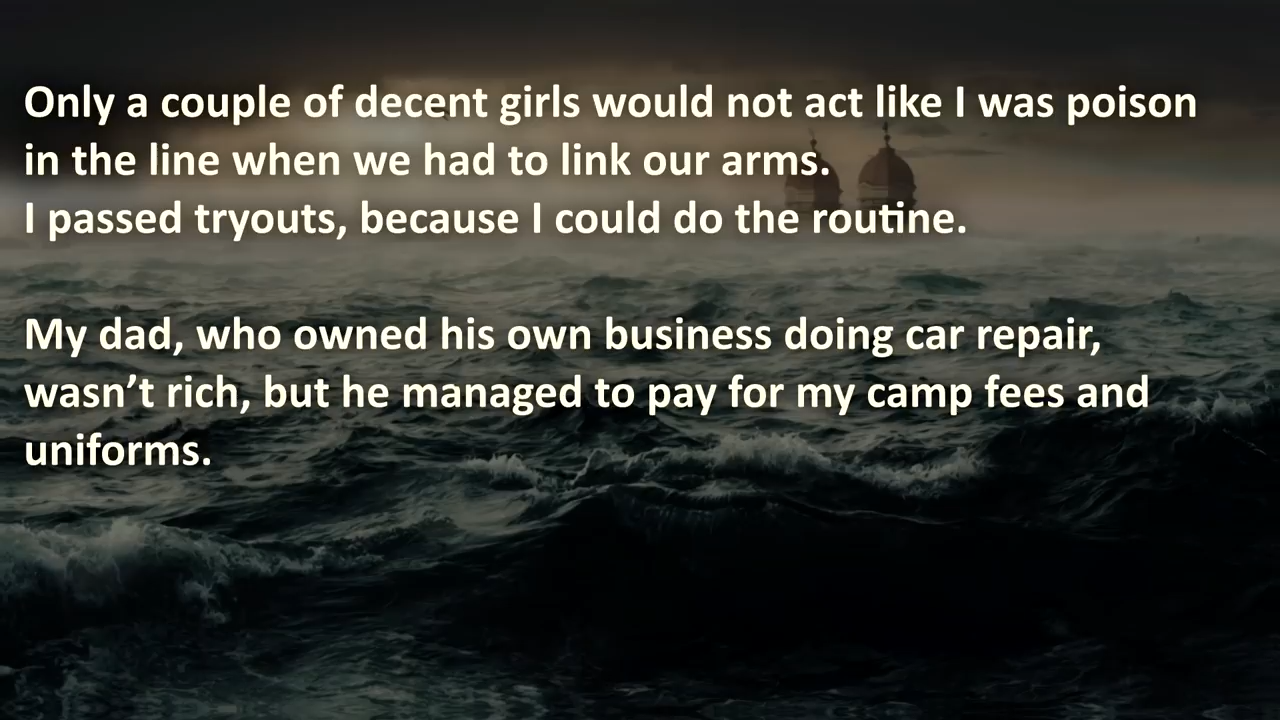 Only a couple of decent girls would not act like I was poison
in the line when we had to link our arms.
I passed tryouts, because I could do the routine.
My dad, who owned his own business doing car repair,
wasn’t rich, but he managed to pay for my camp fees and
uniforms.